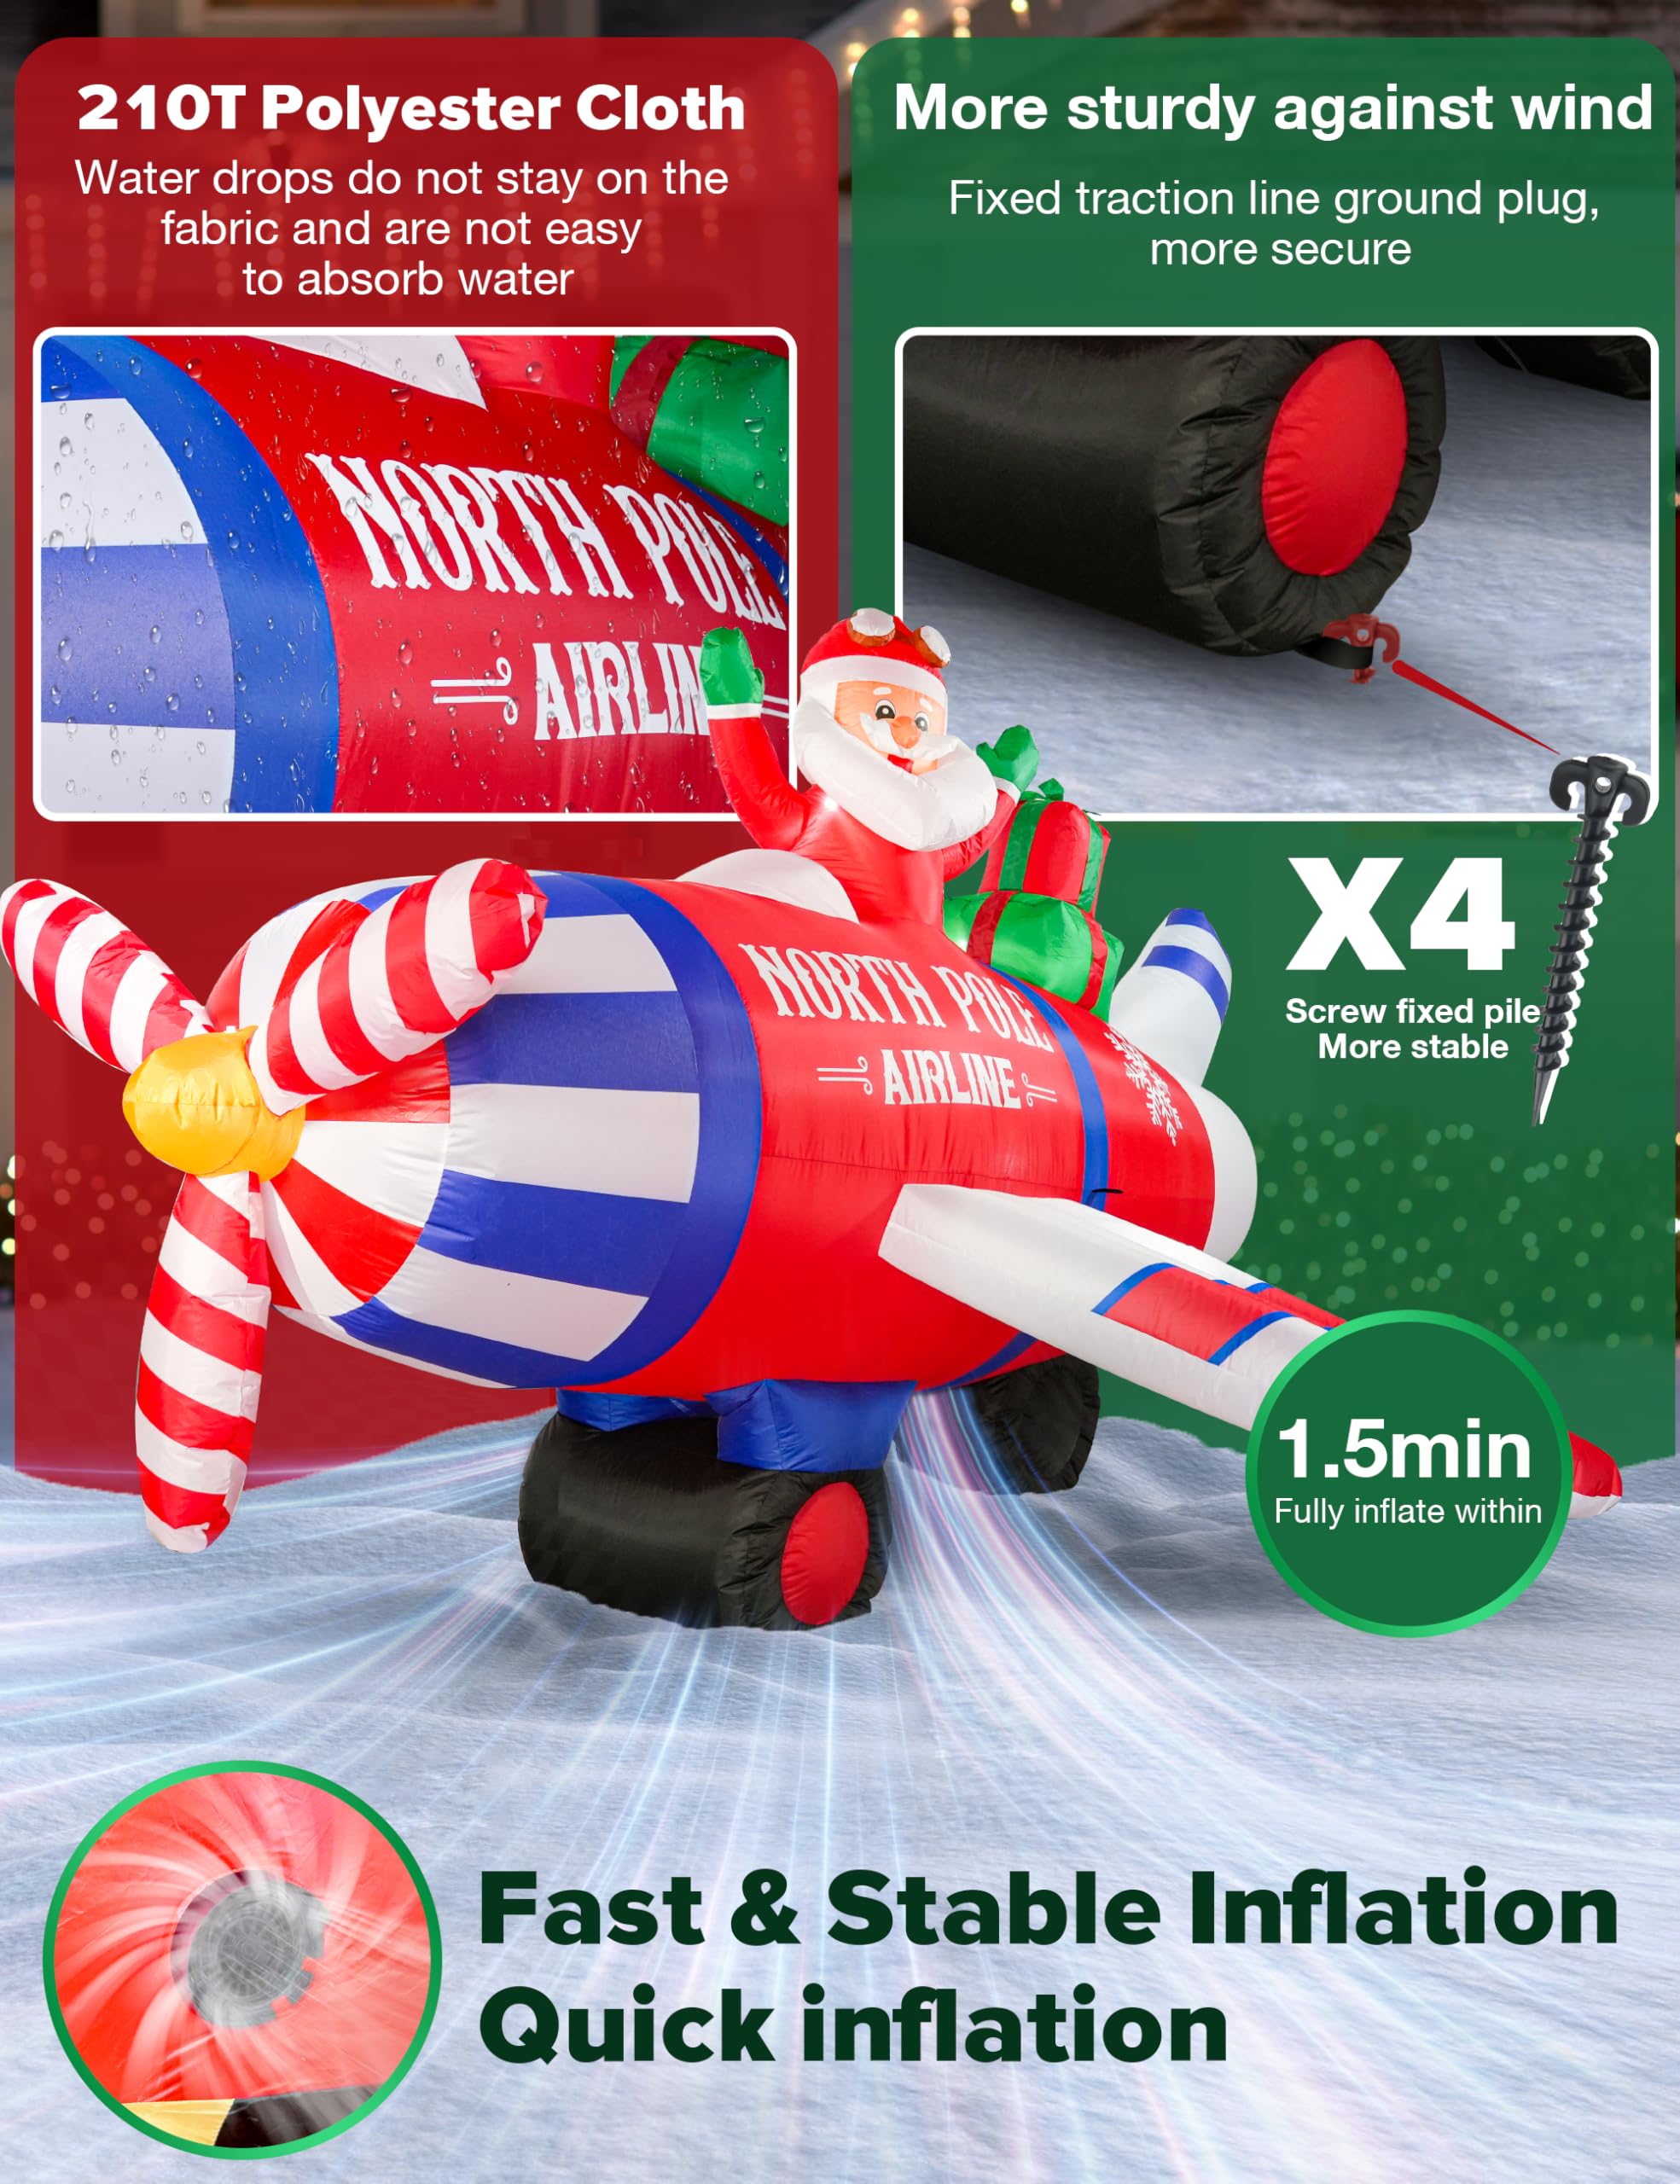 210T Polyester Cloth
Water drops do not stay on the
fabric and are not easy
to absorb water
More sturdy against wind
Fixed traction line ground plug,
more secure
NORTH POLE
AIRLIN
X4
Screw fixed pile
More stable
NORTH POLE
AIRLINE
1.5min
Fully inflate within
Fast & Stable Inflation
Quick inflation